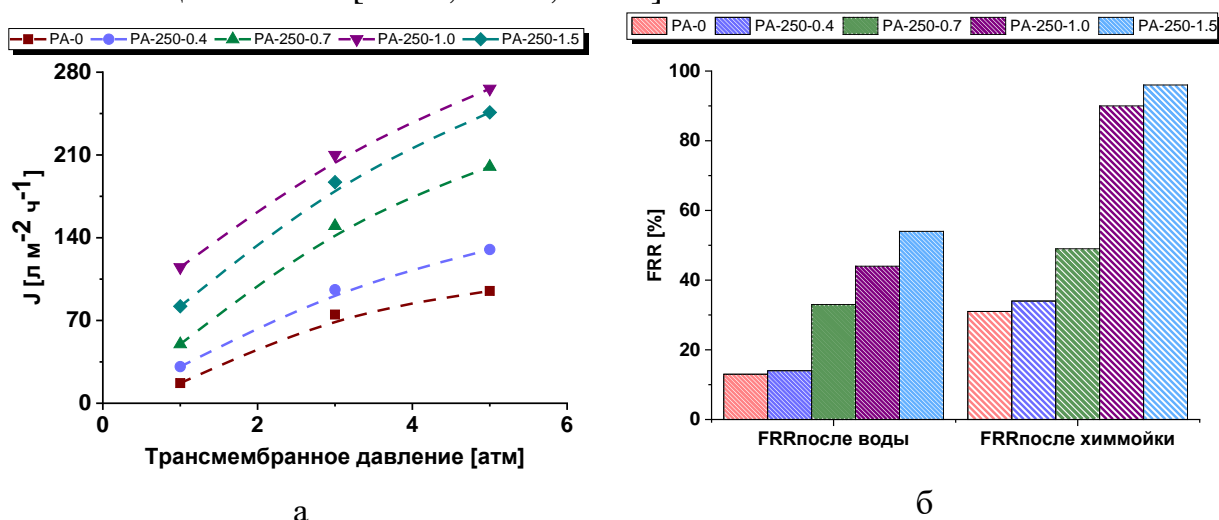 PA-0 PA-250-0.4 PA-250-0.7 PA-250-1.0 PA-250-1.5
280
210
140
70
0
J [л м-2 ч-1]
0 2 4 6
Трансмембранное давление [атм]
а
PA-0 PA-250-0.4 PA-250-0.7 PA-250-1.0 PA-250-1.5
100
80
60
40
20
0
FRR [%]
FRRпосле воды FRRпосле химмойки
б